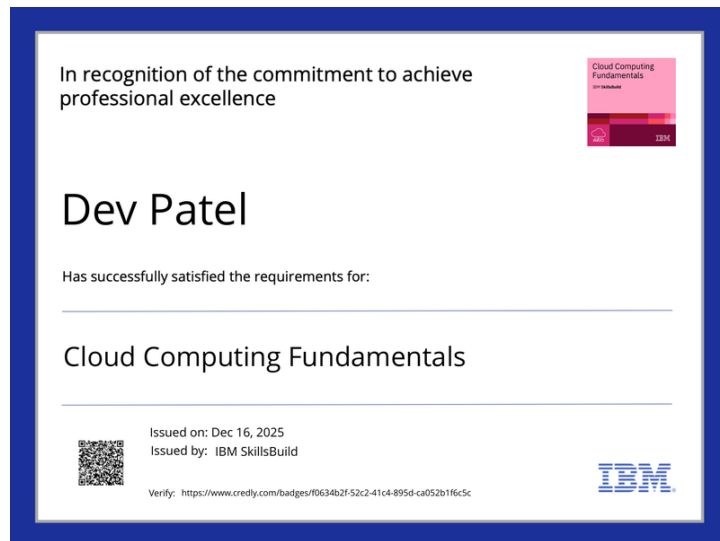 In recognition of the commitment to achieve
professional excellence
Cloud Computing
Fundamentals
IBM SkillsBuild
IBM
Dev Patel
Has successfully satisfied the requirements for:
Cloud Computing Fundamentals
Issued on: Dec 16, 2025
Issued by: IBM SkillsBuild
Verify: https://www.credly.com/badges/f0634b2f-52c2-41c4-895d-ca052b1f6c5c
IBM